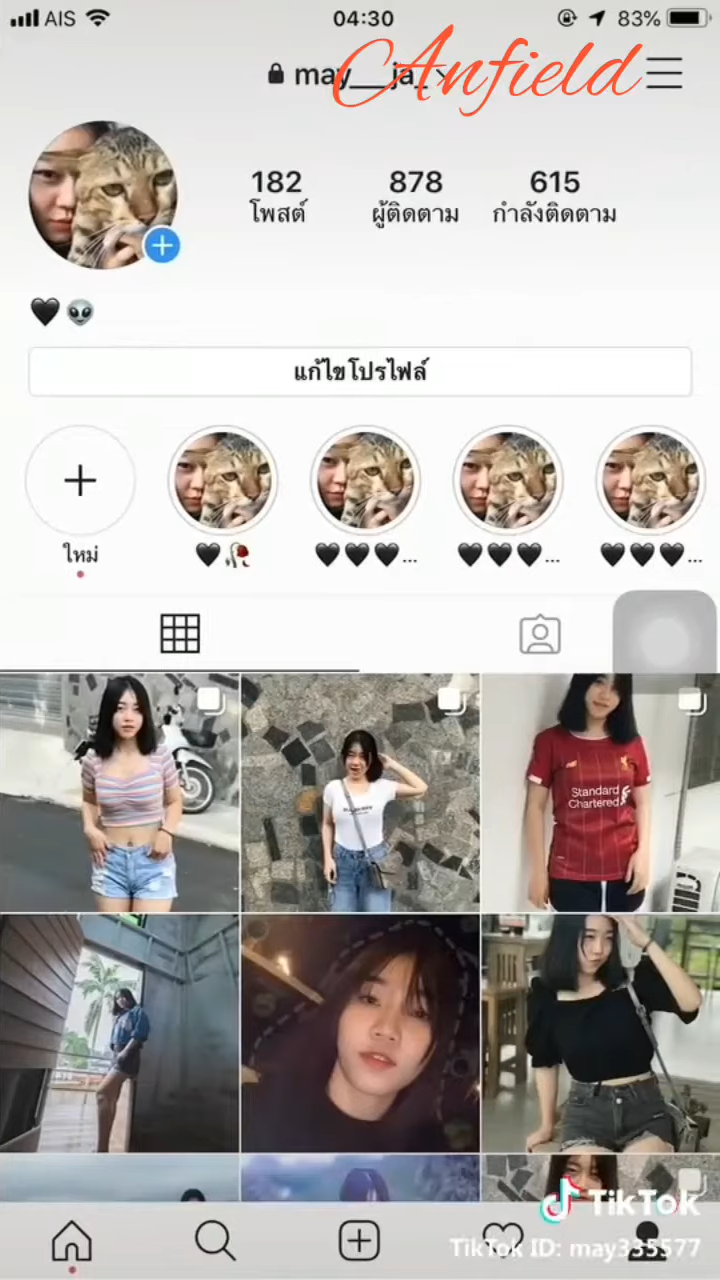 AIS
04:30
83%
may__ja_
Anfield
182
878
615
โพสต์
ผู้ติดตาม
กำลังติดตาม
🖤👽
แก้ไขโปรไฟล์
ใหม่
🖤🥀
🖤🖤🖤...
🖤🖤🖤...
🖤🖤🖤...
Standard
Chartered
TikTok
TikTok ID: may335577